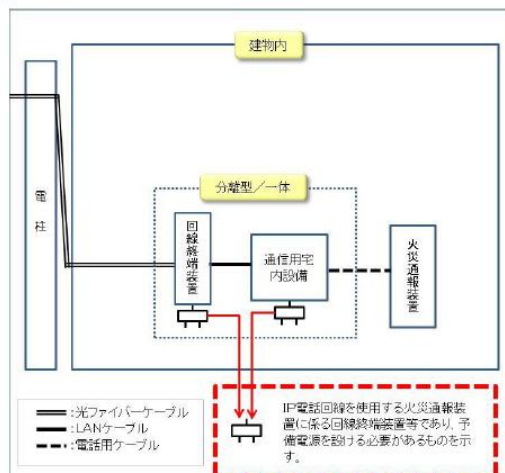 建物内
分離型／一体
電柱
回線終端装置
通信用宅
内設備
火災通報装置
:光ファイバーケーブル
:LANケーブル
:電話用ケーブル
IP電話回線を使用する火災通報装
置に係る回線終端装置等であり、予
備電源を設ける必要があるものを示
す。